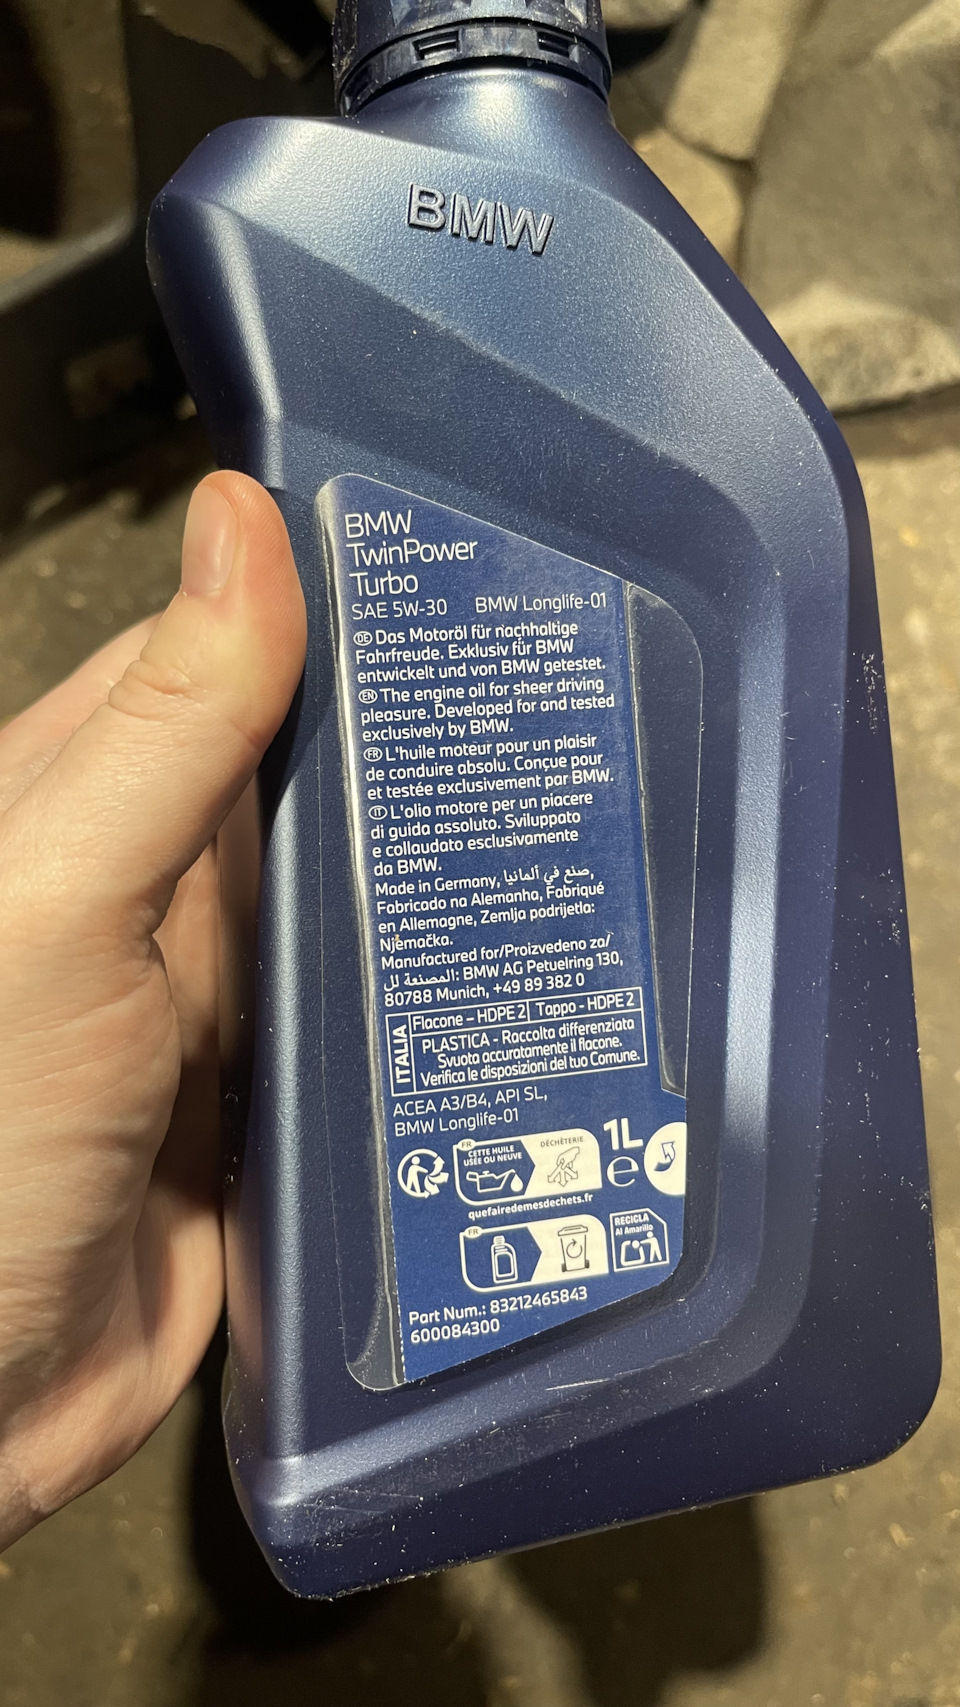 BMW
BMW
TwinPower
Turbo
SAE 5W-30 BMW Longlife-01
DE Das Motoröl für nachhaltige
Fahrfreude. Exklusiv für BMW
entwickelt und von BMW getestet.
EN The engine oil for sheer driving
pleasure. Developed for and tested
exclusively by BMW.
FR L'huile moteur pour un plaisir
de conduire absolu. Conçue pour
et testée exclusivement par BMW.
IT L'olio motore per un piacere
di guida assoluto. Sviluppato
e collaudato esclusivamente
da BMW.
Made in Germany, صنع في ألمانيا,
Fabricado na Alemanha, Fabriqué
en Allemagne, Zemlja podrijetla:
Njemačka.
Manufactured for/Proizvedeno za/
المصنعة لل: BMW AG Petuelring 130,
80788 Munich, +49 89 382 0
ITALIA
Flacone – HDPE 2 Tappo - HDPE 2
PLASTICA - Raccolta differenziata
Svuota accuratamente il flacone.
Verifica le disposizioni del tuo Comune.
ACEA A3/B4, API SL,
BMW Longlife-01
FR
CETTE HUILE
USÉE OU NEUVE
DÉCHÈTERIE
1L
e
quefairedemesdechets.fr
FR
RECICLA
Al Amarillo
Part Num.: 83212465843
600084300